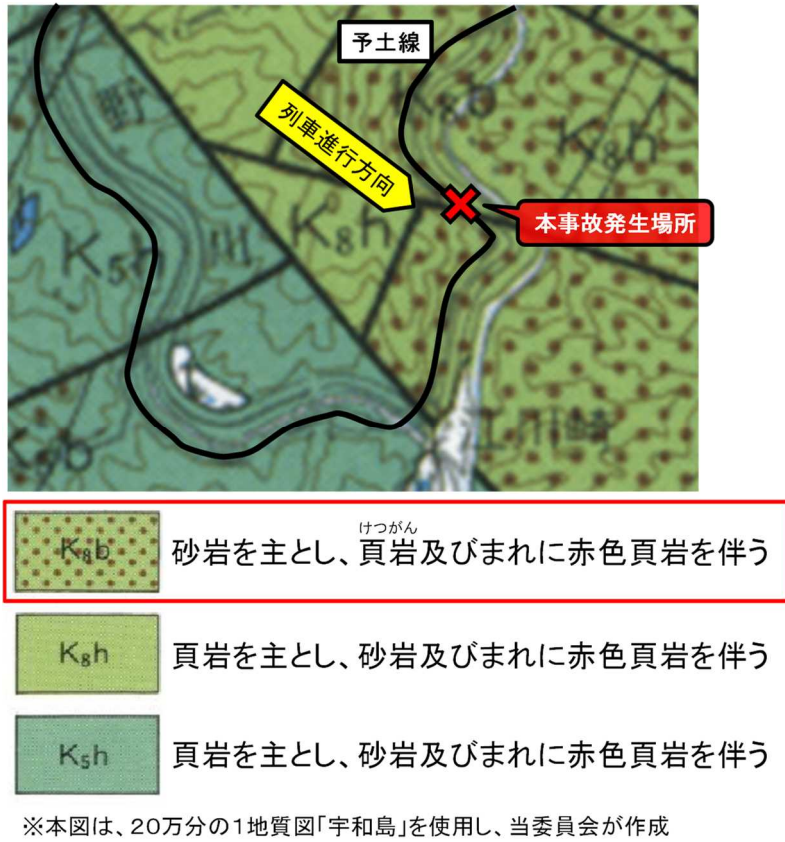 予土線
列車進行方向
本事故発生場所
野
川
K₈b
K₈h
K₈h
K₅h
江川崎
K₈b
けつがん
砂岩を主とし、頁岩及びまれに赤色頁岩を伴う
K₈h
頁岩を主とし、砂岩及びまれに赤色頁岩を伴う
K₅h
頁岩を主とし、砂岩及びまれに赤色頁岩を伴う
※本図は、20万分の1地質図「宇和島」を使用し、当委員会が作成